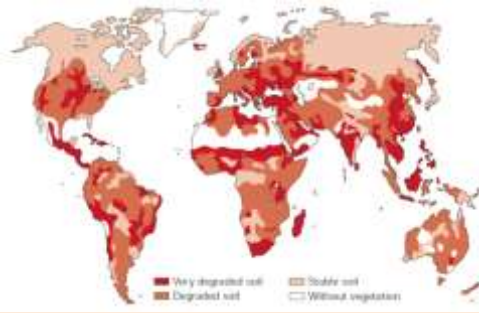 Very degraded soil
Degraded soil
Stable soil
Without vegetation